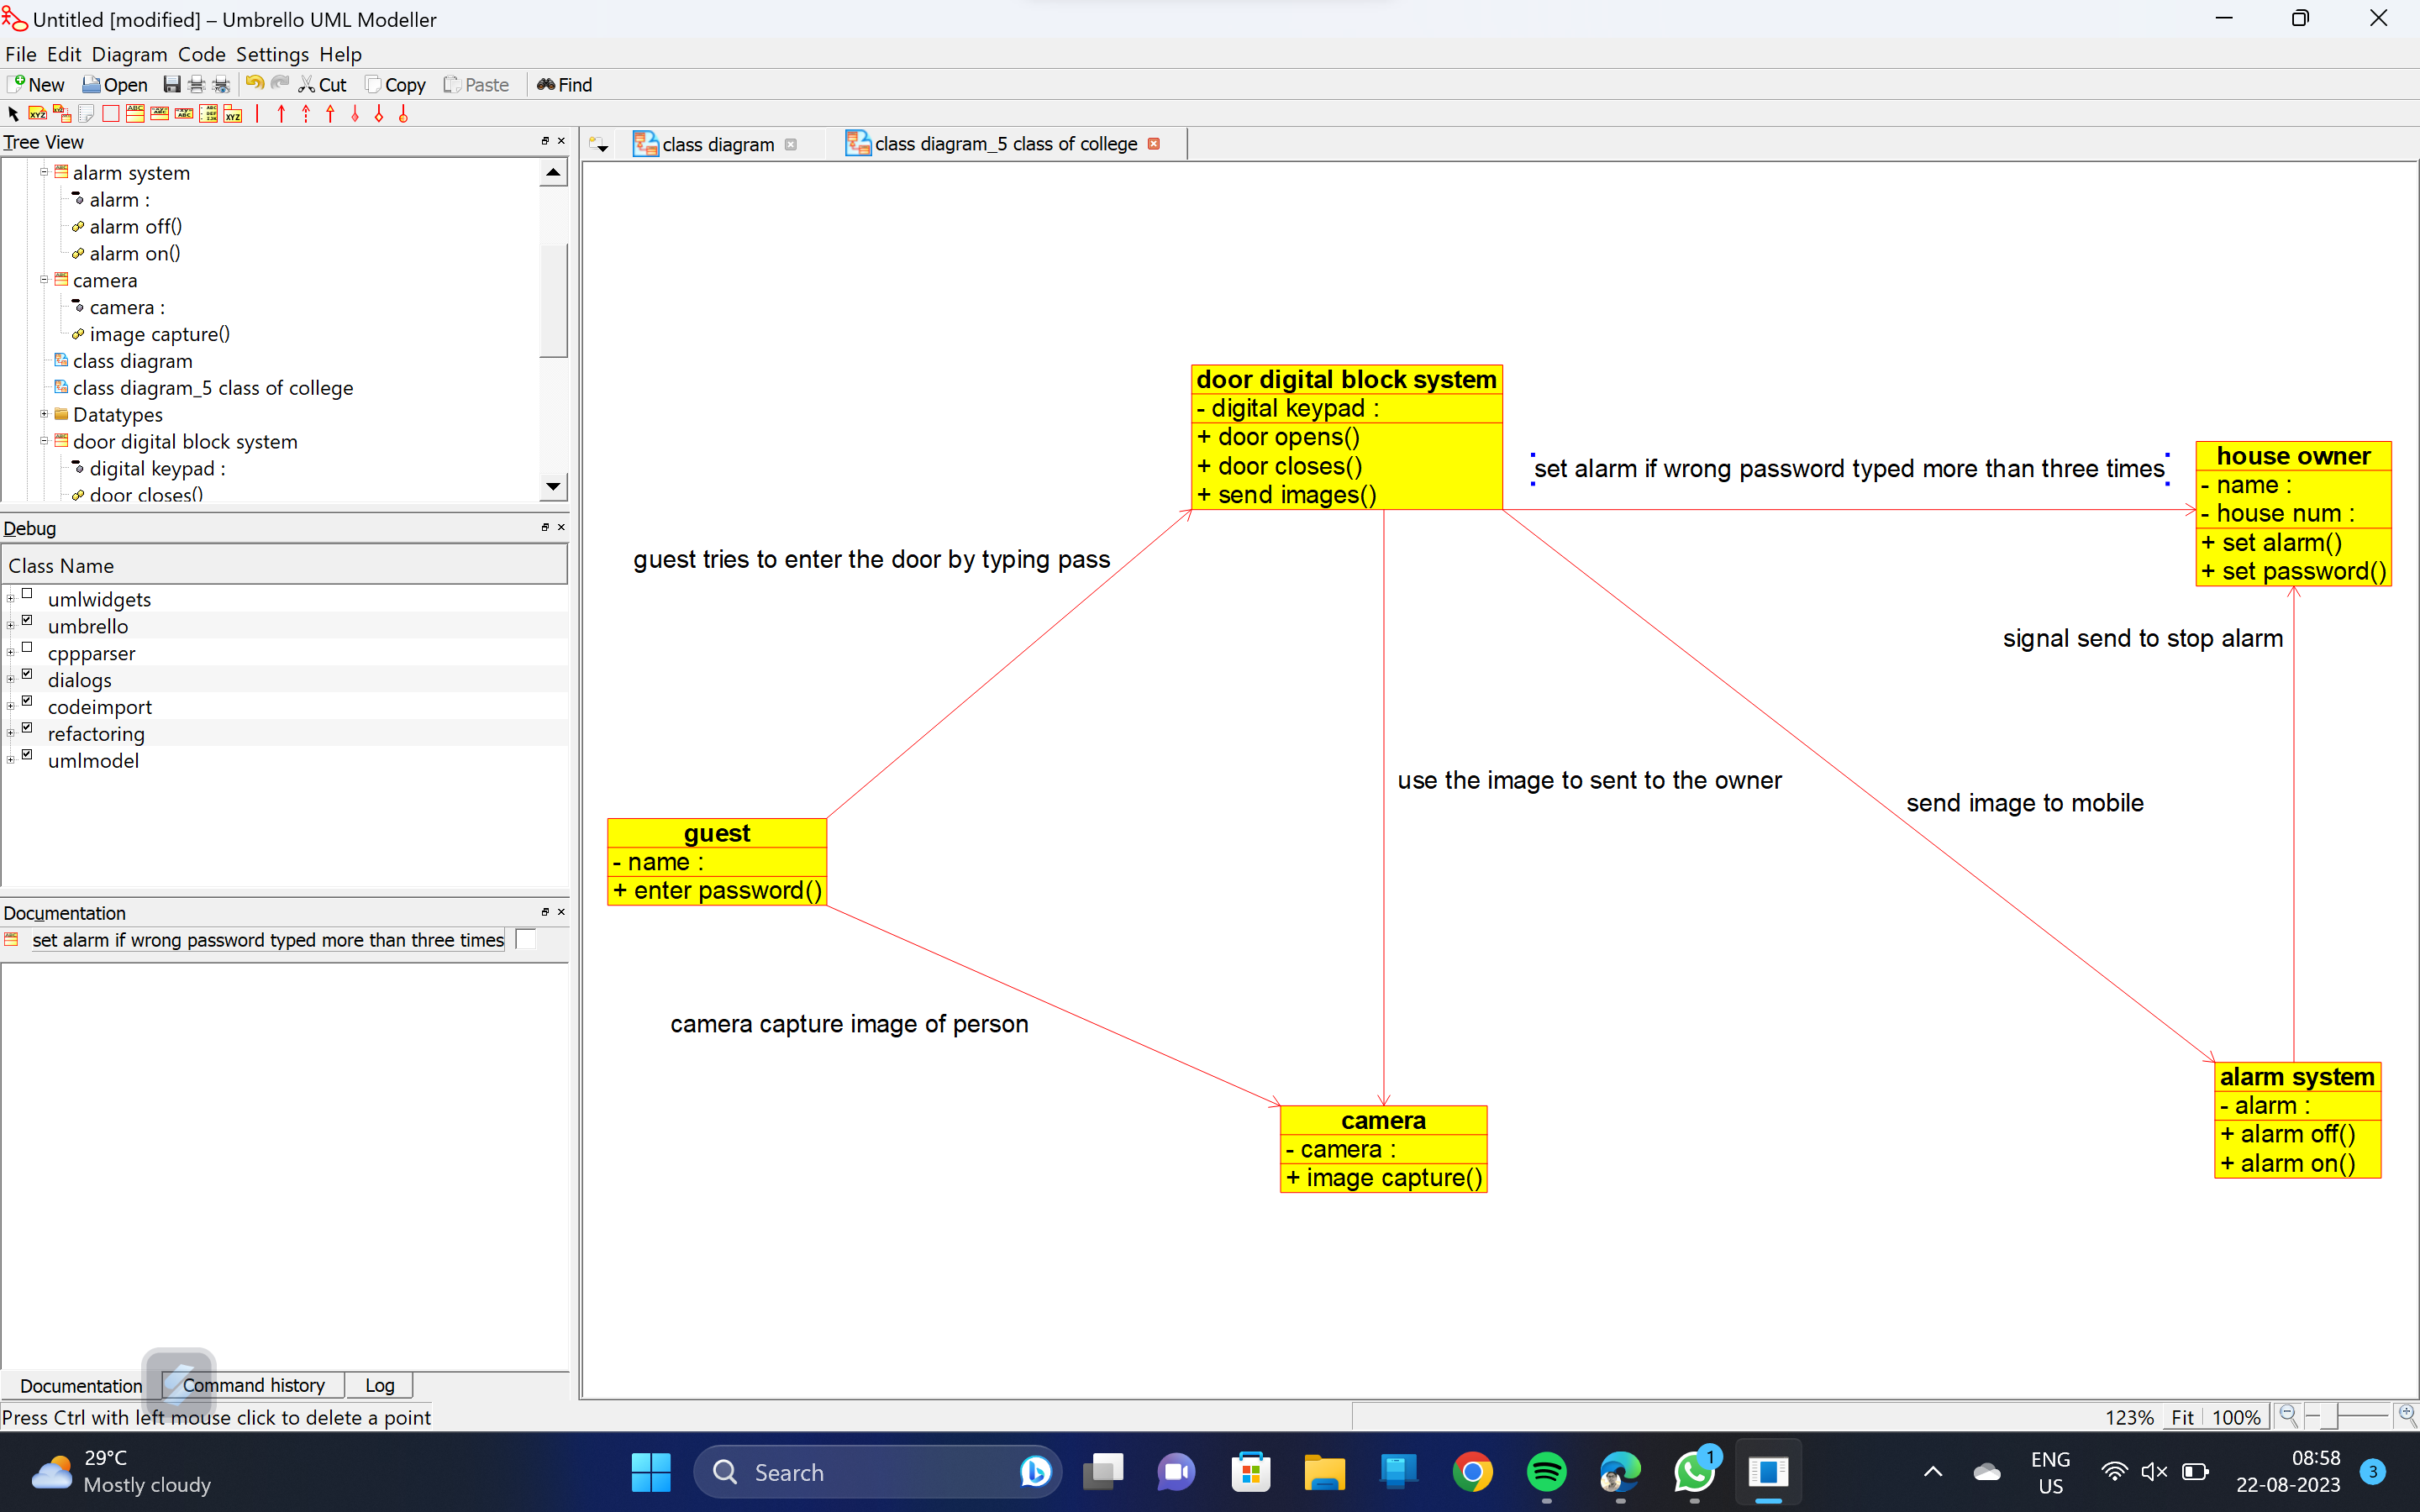 Untitled [modified] – Umbrello UML Modeller
File Edit Diagram Code Settings Help
New Open Cut Copy Paste Find
Tree View
alarm system
alarm :
alarm off()
alarm on()
camera
camera :
image capture()
class diagram
class diagram_5 class of college
Datatypes
door digital block system
digital keypad :
door closes()
Debug
Class Name
umlwidgets
umbrello
cppparser
dialogs
codeimport
refactoring
umlmodel
Documentation
set alarm if wrong password typed more than three times
Documentation Command history Log
Press Ctrl with left mouse click to delete a point
class diagram class diagram_5 class of college
door digital block system
- digital keypad :
+ door opens()
+ door closes()
+ send images()
set alarm if wrong password typed more than three times
house owner
- name :
- house num :
+ set alarm()
+ set password()
guest tries to enter the door by typing pass
signal send to stop alarm
use the image to sent to the owner
send image to mobile
guest
- name :
+ enter password()
camera capture image of person
camera
- camera :
+ image capture()
alarm system
- alarm :
+ alarm off()
+ alarm on()
123% Fit 100%
29°C
Mostly cloudy
Search
1
ENG
US
08:58
22-08-2023
3